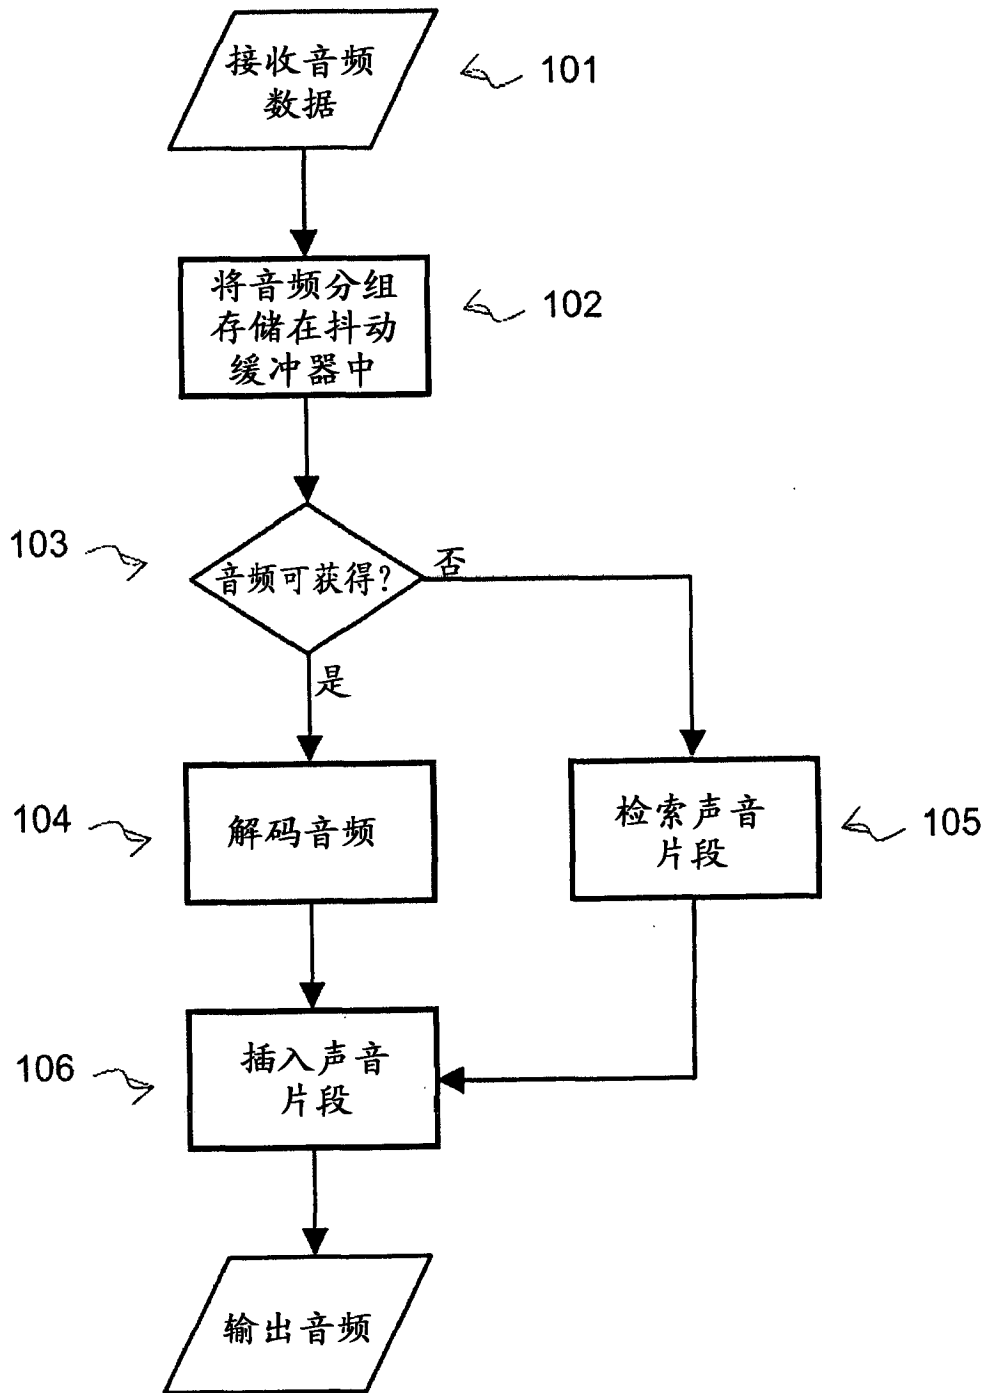 接收音频
数据
101
将音频分组
存储在抖动
缓冲器中
102
103
音频可获得?
否
是
104
解码音频
检索声音
片段
105
106
插入声音
片段
输出音频